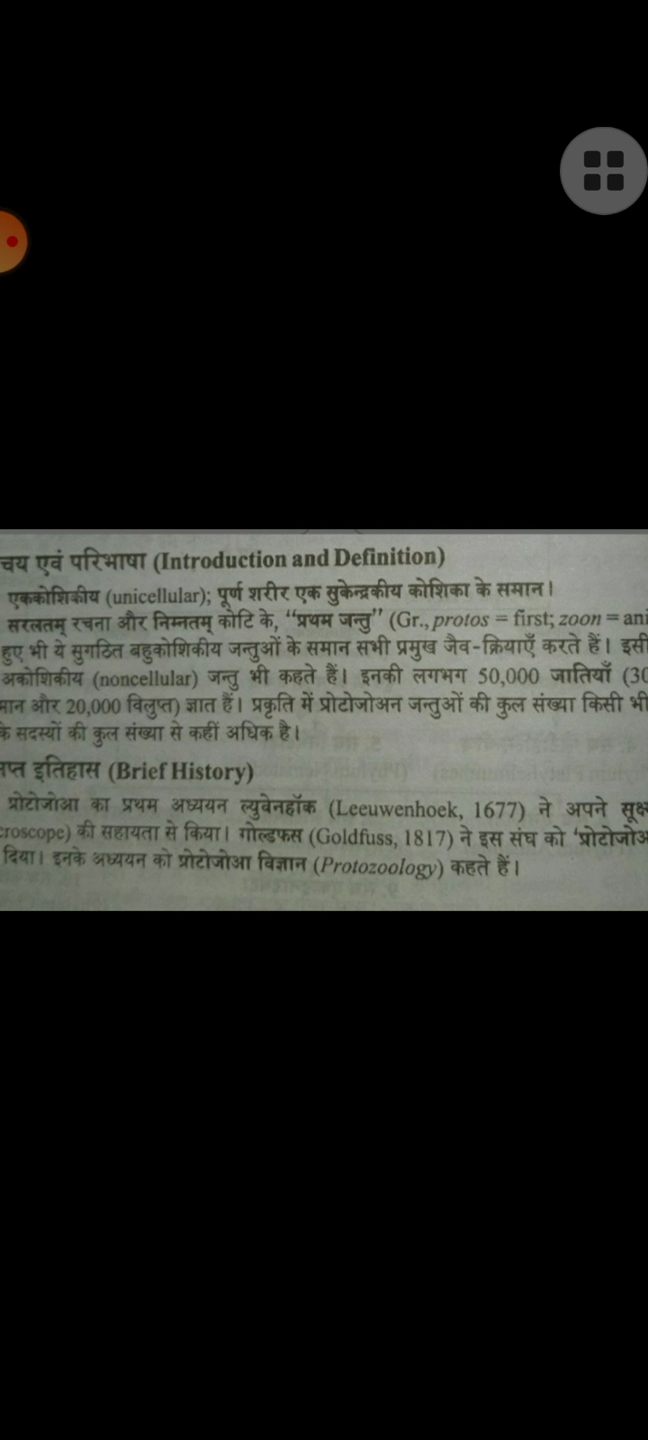 चय एवं परिभाषा (Introduction and Definition)
एककोशिकीय (unicellular); पूर्ण शरीर एक सुकेन्द्रकीय कोशिका के समान।
सरलतम् रचना और निम्नतम् कोटि के, “प्रथम जन्तु” (Gr., protos = first; zoon = ani
हुए भी ये सुगठित बहुकोशिकीय जन्तुओं के समान सभी प्रमुख जैव-क्रियाएँ करते हैं। इसी
अकोशिकीय (noncellular) जन्तु भी कहते हैं। इनकी लगभग 50,000 जातियाँ (30
मान और 20,000 विलुप्त) ज्ञात हैं। प्रकृति में प्रोटोजोअन जन्तुओं की कुल संख्या किसी भी
के सदस्यों की कुल संख्या से कहीं अधिक है।
प्त इतिहास (Brief History)
प्रोटोजोआ का प्रथम अध्ययन ल्युवेनहॉक (Leeuwenhoek, 1677) ने अपने सूक्ष
croscope) की सहायता से किया। गोल्डफस (Goldfuss, 1817) ने इस संघ को ‘प्रोटोजोअ
दिया। इनके अध्ययन को प्रोटोजोआ विज्ञान (Protozoology) कहते हैं।